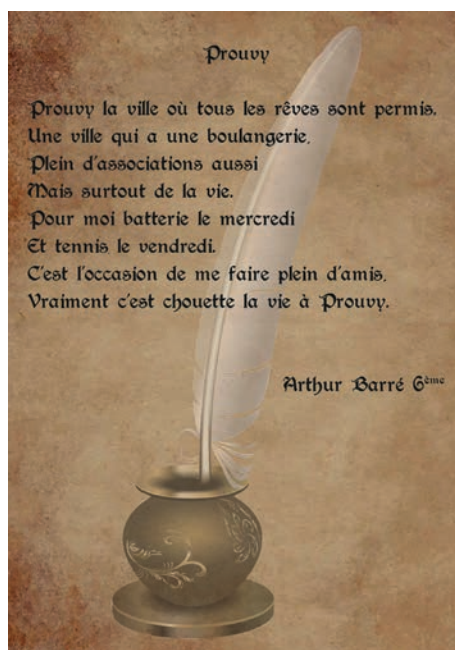 Prouvy
Prouvy la ville où tous les rêves sont permis.
Une ville qui a une boulangerie,
Plein d'associations aussi
Mais surtout de la vie.
Pour moi batterie le mercredi
Et tennis le vendredi.
C'est l'occasion de me faire plein d'amis,
Vraiment c'est chouette la vie à Prouvy.
Arthur Barré 6ème